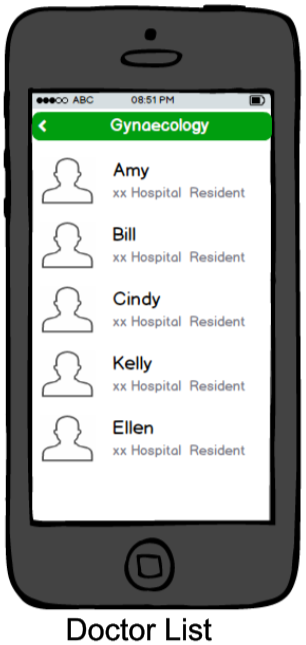 ABC 08:51 PM
Gynaecology
Amy
xx Hospital Resident
Bill
xx Hospital Resident
Cindy
xx Hospital Resident
Kelly
xx Hospital Resident
Ellen
xx Hospital Resident
Doctor List